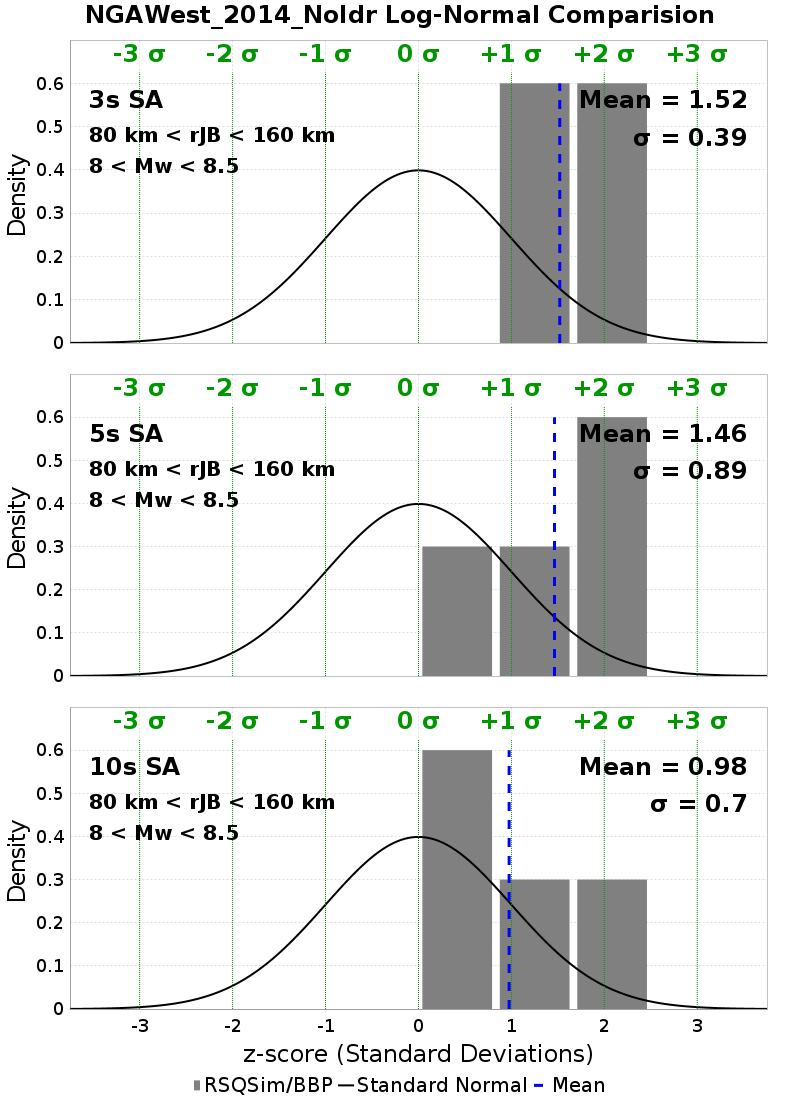 NGAWest_2014_NoIdr Log-Normal Comparision
-3 σ -2 σ -1 σ 0 σ +1 σ +2 σ +3 σ
0.6
3s SA
Mean = 1.52
0.5
80 km < rJB < 160 km
σ = 0.39
8 < Mw < 8.5
0.4
Density
0.3
0.2
0.1
0
-3 σ -2 σ -1 σ 0 σ +1 σ +2 σ +3 σ
0.6
5s SA
Mean = 1.46
0.5
80 km < rJB < 160 km
σ = 0.89
8 < Mw < 8.5
0.4
Density
0.3
0.2
0.1
0
-3 σ -2 σ -1 σ 0 σ +1 σ +2 σ +3 σ
0.6
10s SA
Mean = 0.98
0.5
80 km < rJB < 160 km
σ = 0.7
8 < Mw < 8.5
0.4
Density
0.3
0.2
0.1
0
-3 -2 -1 0 1 2 3
z-score (Standard Deviations)
RSQSim/BBP Standard Normal Mean